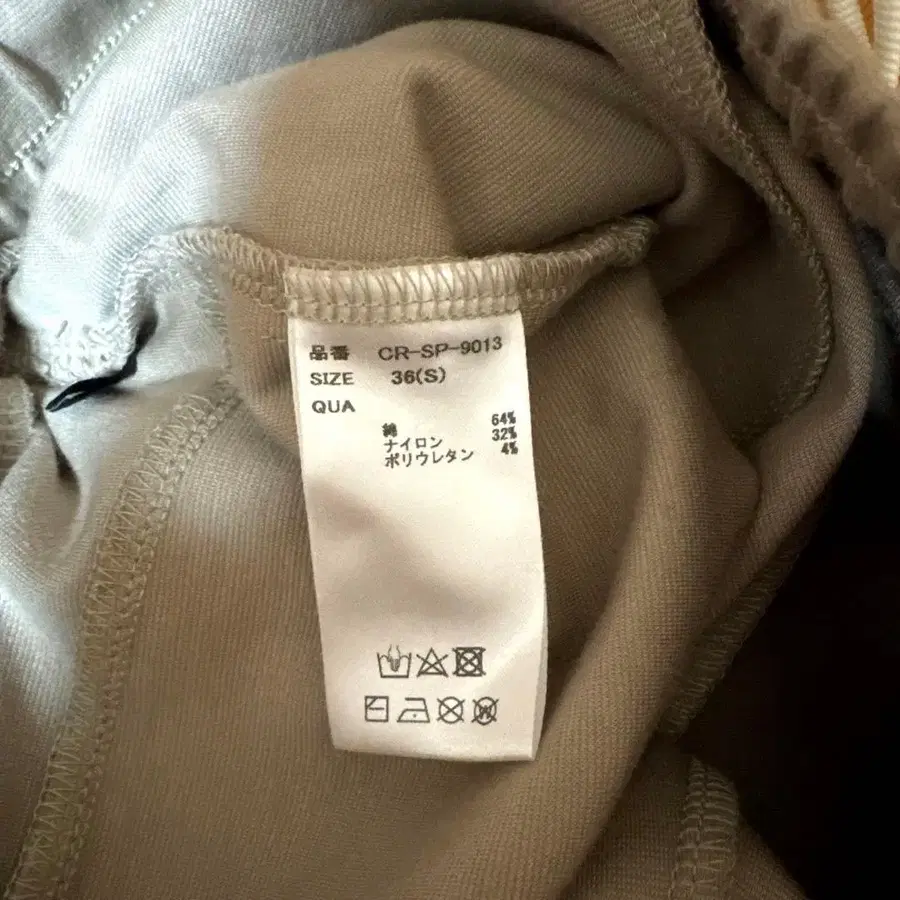 品番 CR-SP-9013
SIZE 36(S)
QUA
綿 64%
ナイロン 32%
ポリウレタン 4%